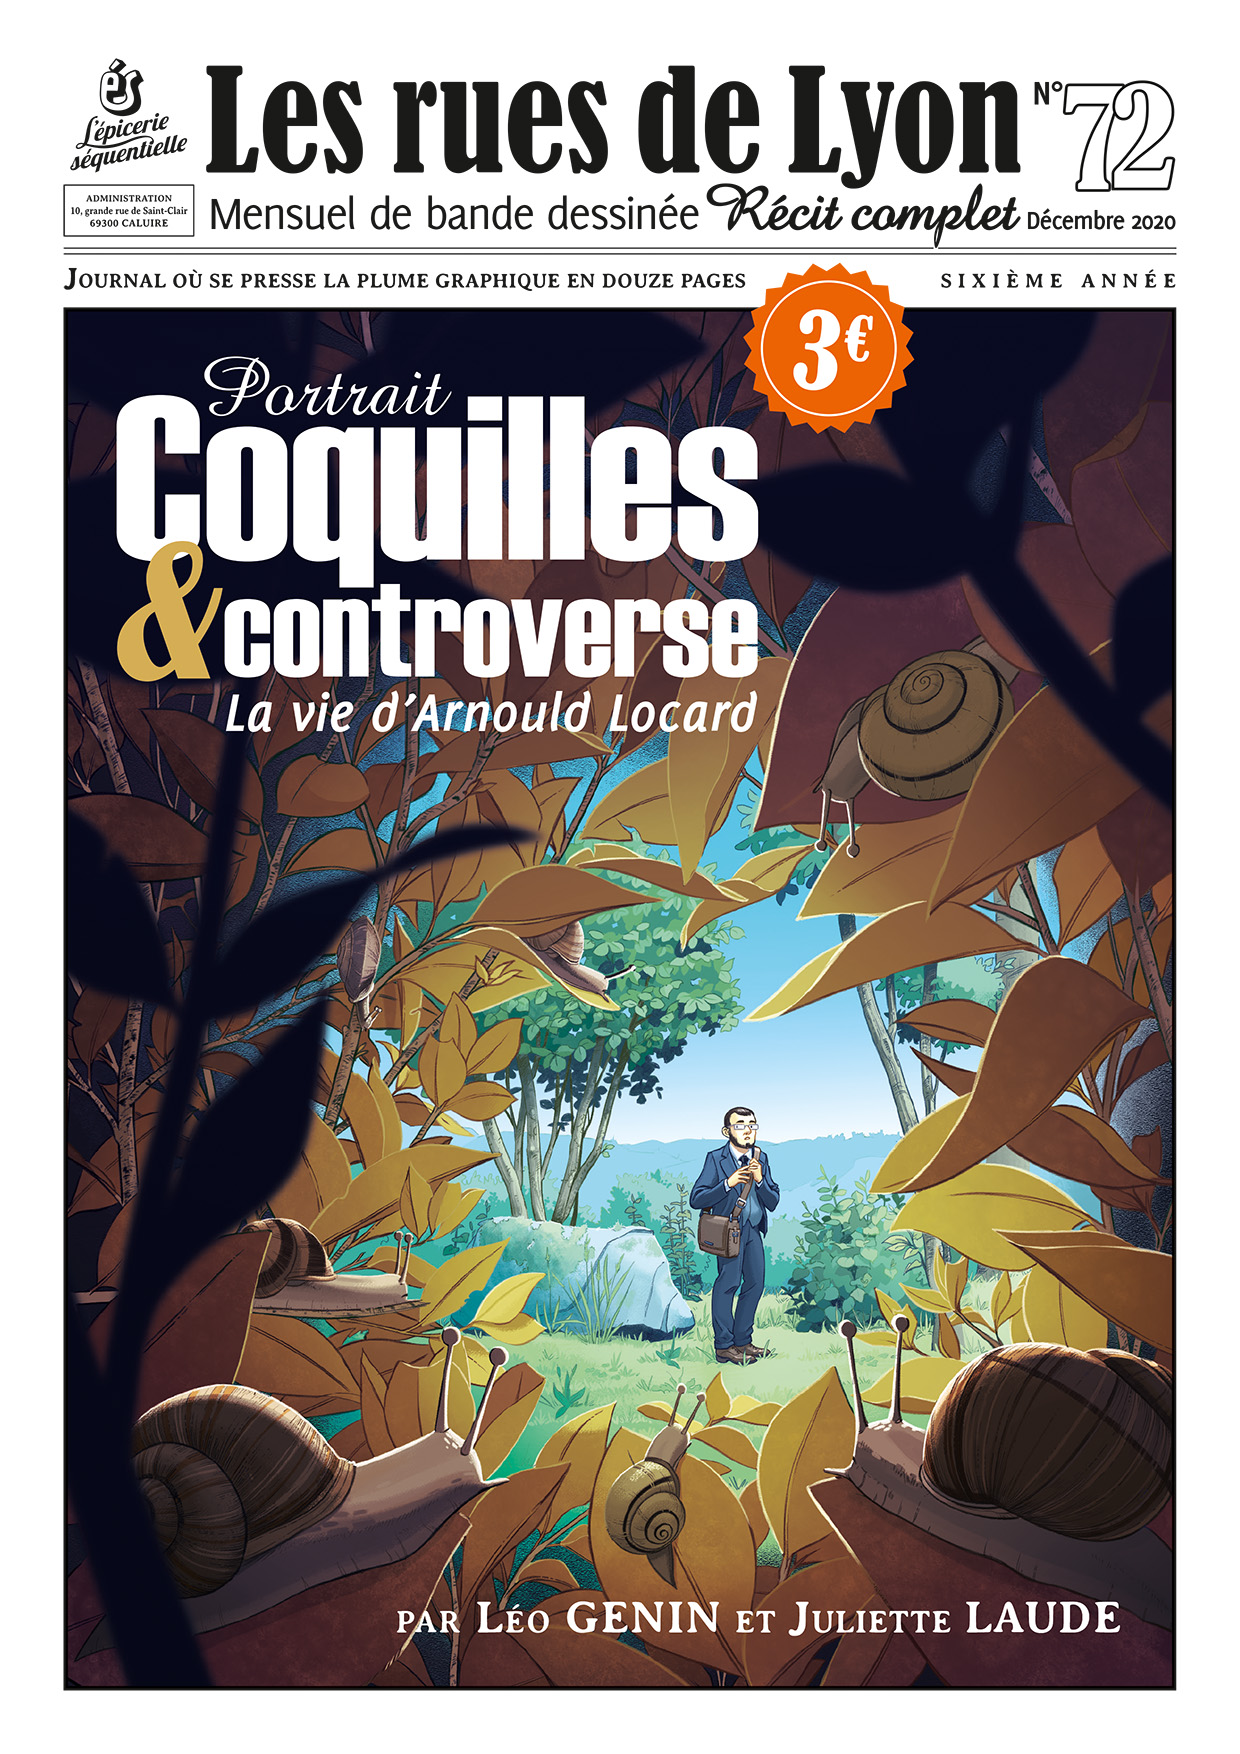 és
L'épicerie
séquentielle
Les rues de Lyon N° 72
ADMINISTRATION
10, grande rue de Saint-Clair
69300 CALUIRE
Mensuel de bande dessinée Récit complet Décembre 2020
JOURNAL OÙ SE PRESSE LA PLUME GRAPHIQUE EN DOUZE PAGES
SIXIÈME ANNÉE
3€
Portrait
Coquilles
& controverse
La vie d'Arnould Locard
PAR LÉO GENIN ET JULIETTE LAUDE